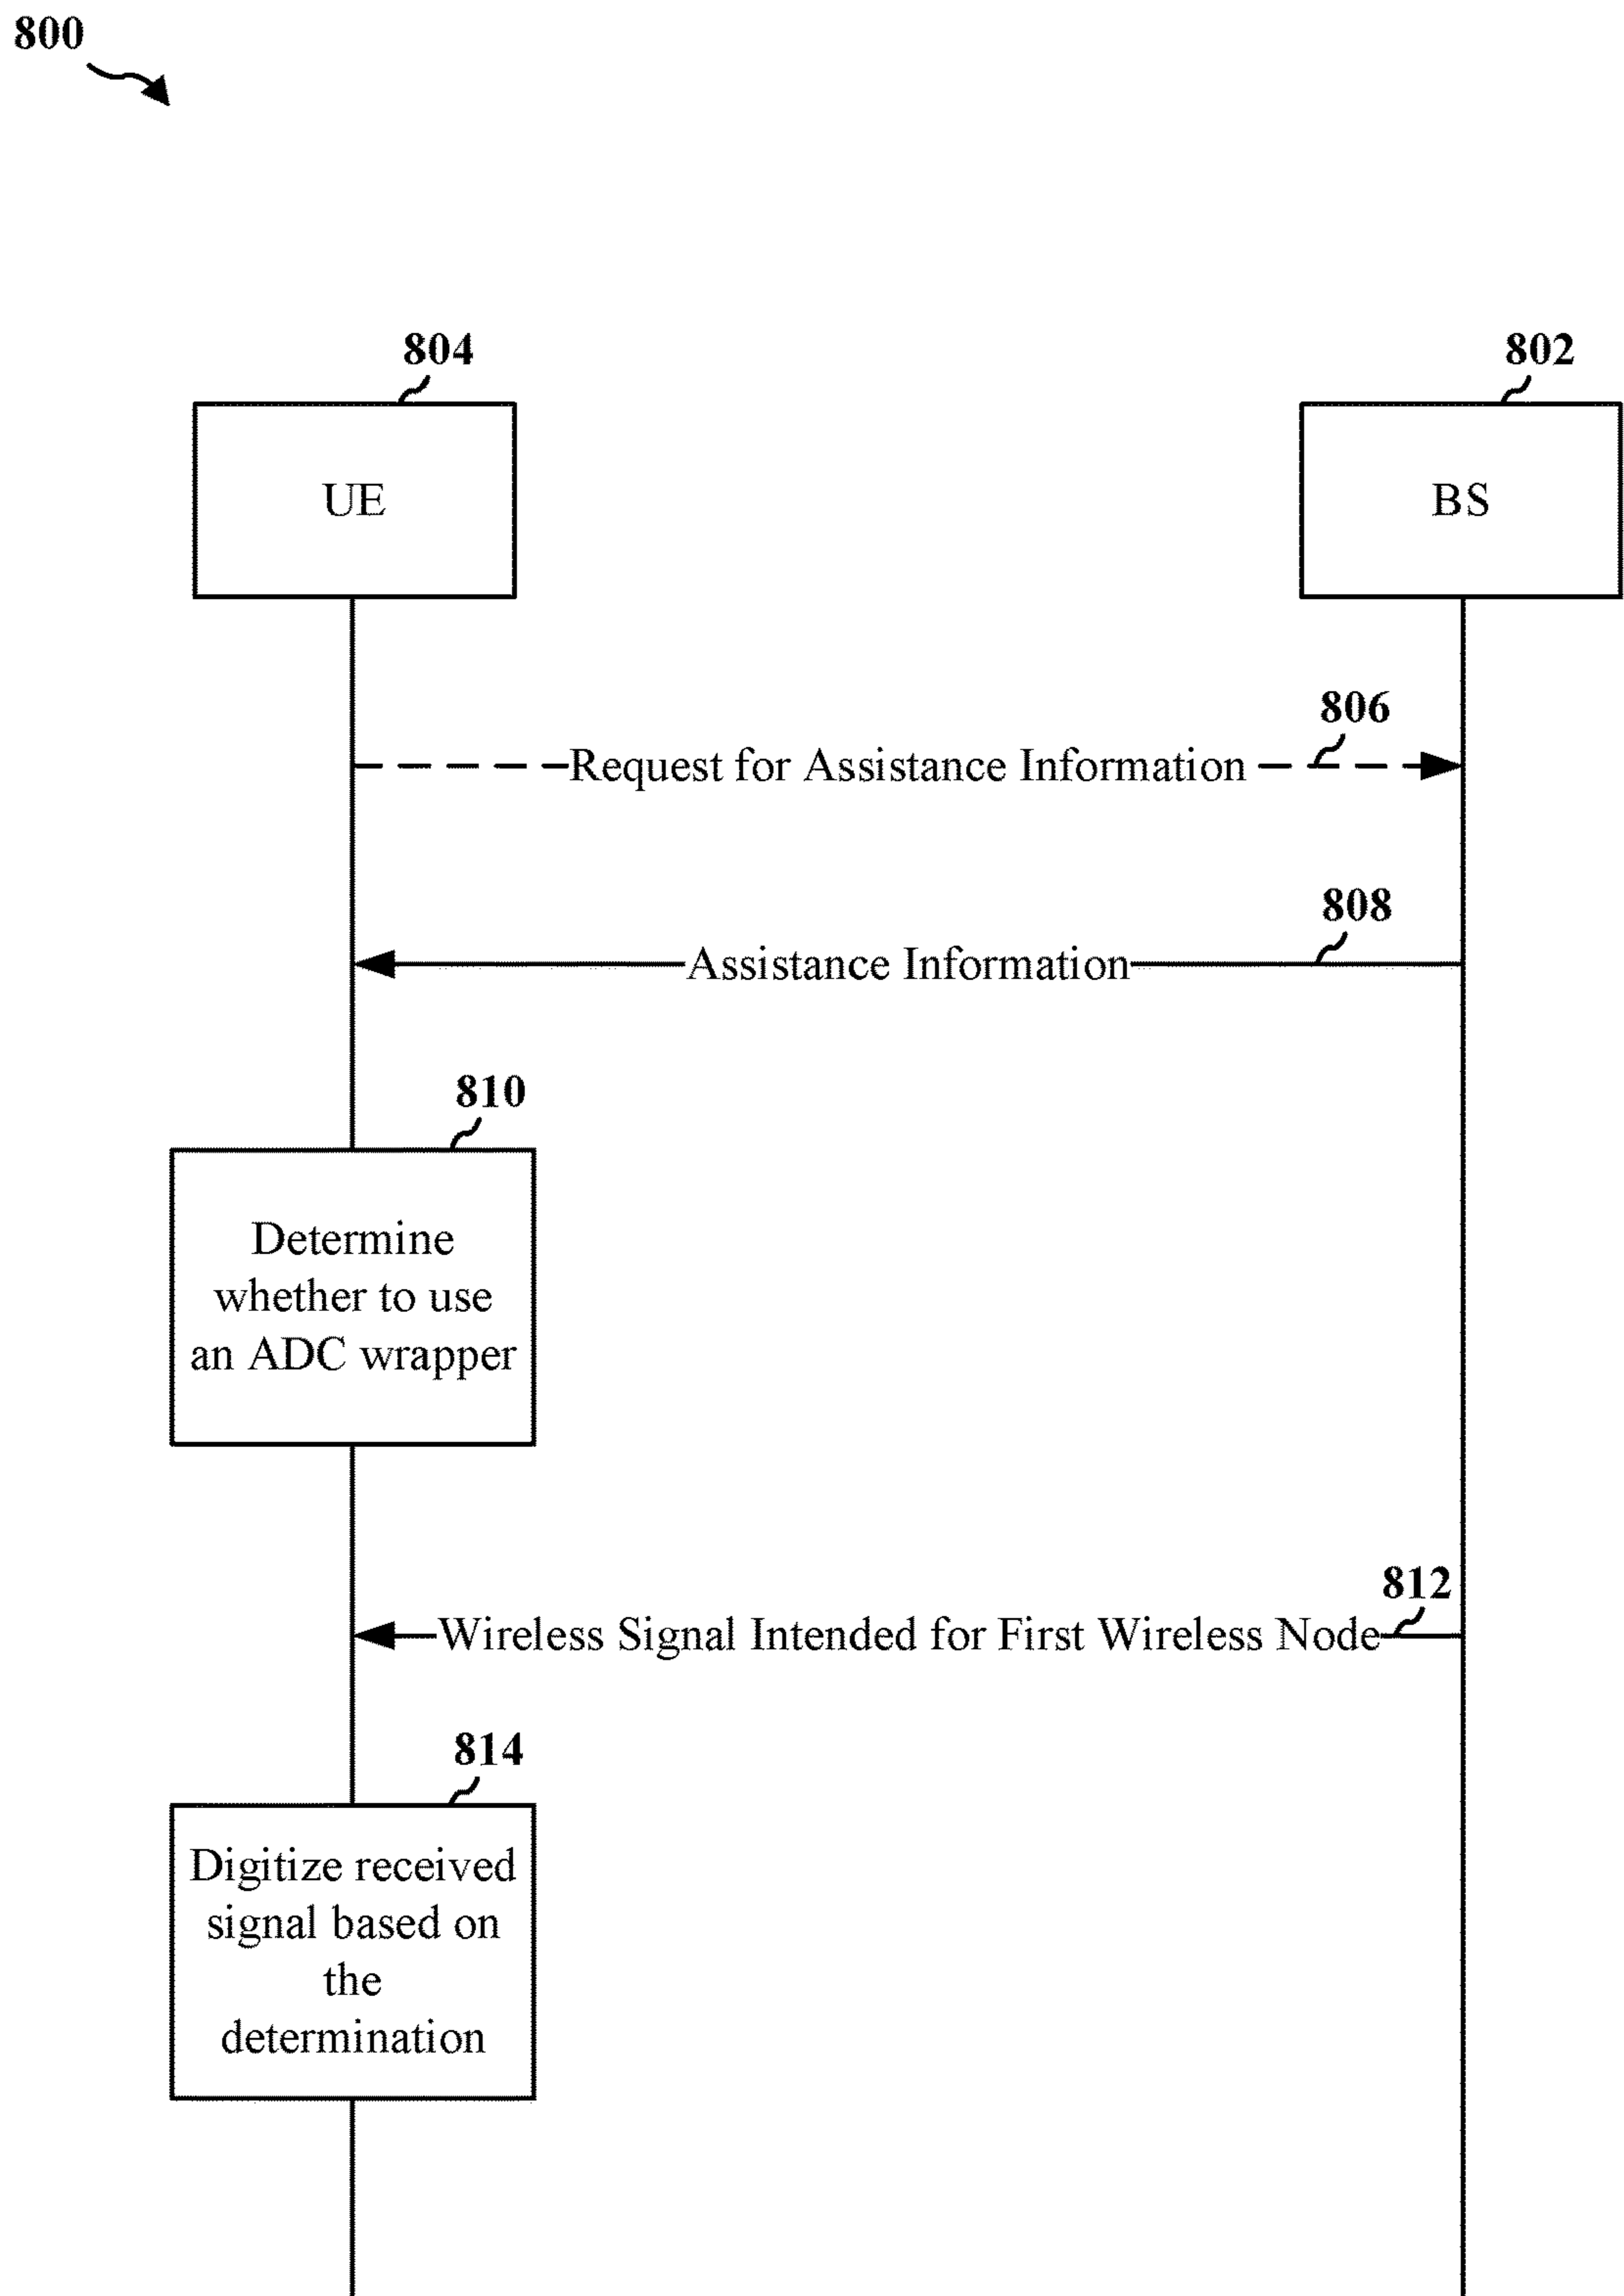 800
804
802
UE
BS
806
Request for Assistance Information
808
Assistance Information
810
Determine
whether to use
an ADC wrapper
812
Wireless Signal Intended for First Wireless Node
814
Digitize received
signal based on
the
determination